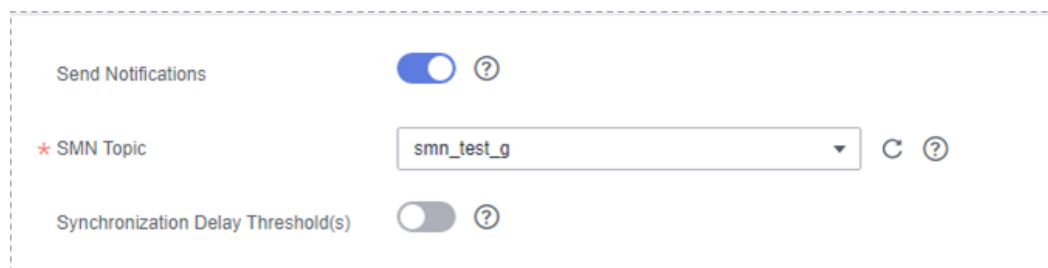 Send Notifications
* SMN Topic smn_test_g
Synchronization Delay Threshold(s)